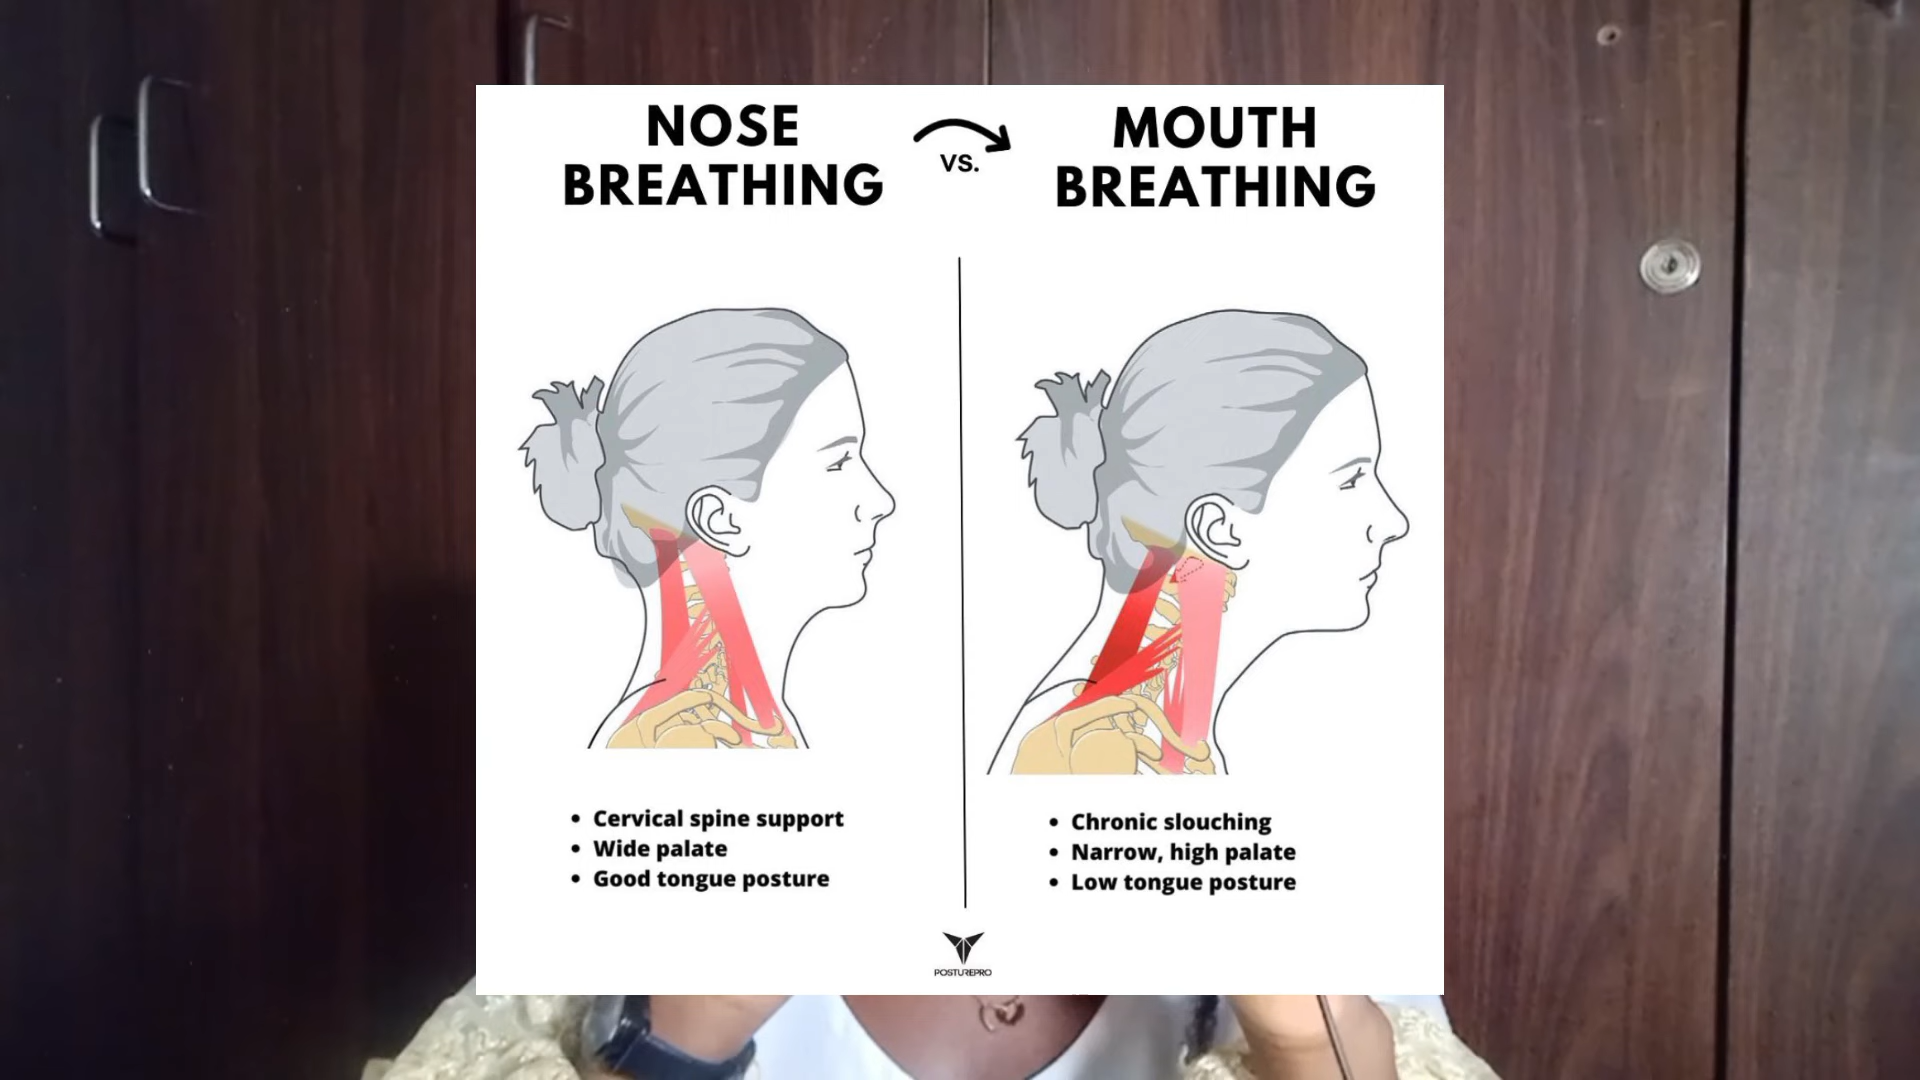 NOSE
BREATHING
VS.
MOUTH
BREATHING
• Cervical spine support
• Wide palate
• Good tongue posture
• Chronic slouching
• Narrow, high palate
• Low tongue posture
POSTUREPRO